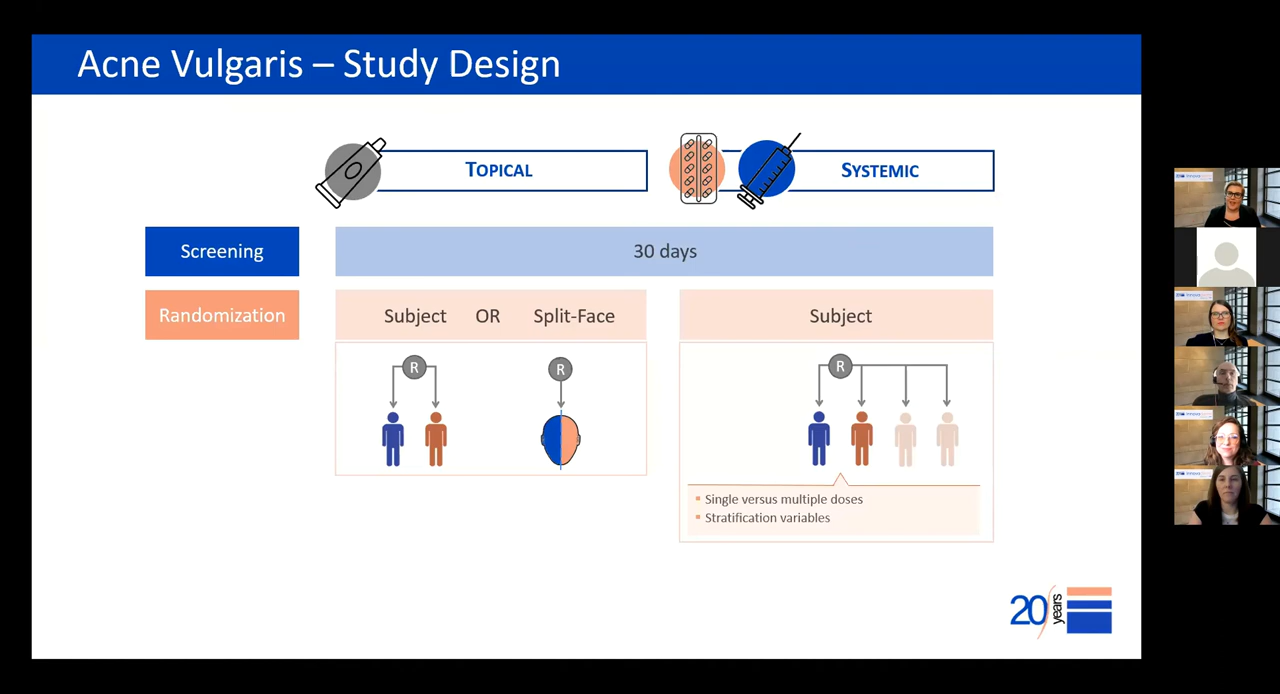 Acne Vulgaris – Study Design
TOPICAL
SYSTEMIC
Screening
30 days
Randomization
Subject OR Split-Face
Subject
R
R
R
▪ Single versus multiple doses
▪ Stratification variables
20 years